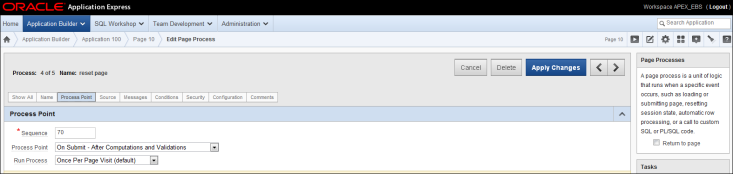 ORACLE Application Express
Workspace APEX_EBS ( Logout )
Home Application Builder SQL Workshop Team Development Administration
Search Application
Application Builder Application 100 Page 10 Edit Page Process
Page 10
Process: 4 of 5 Name: reset page
Cancel Delete Apply Changes
Show All Name Process Point Source Messages Conditions Security Configuration Comments
Process Point
* Sequence 70
Process Point On Submit - After Computations and Validations
Run Process Once Per Page Visit (default)
Page Processes
A page process is a unit of logic
that runs when a specific event
occurs, such as loading or
submitting page, resetting
session state, automatic row
processing, or a call to custom
SQL or PL/SQL code.
Return to page
Tasks